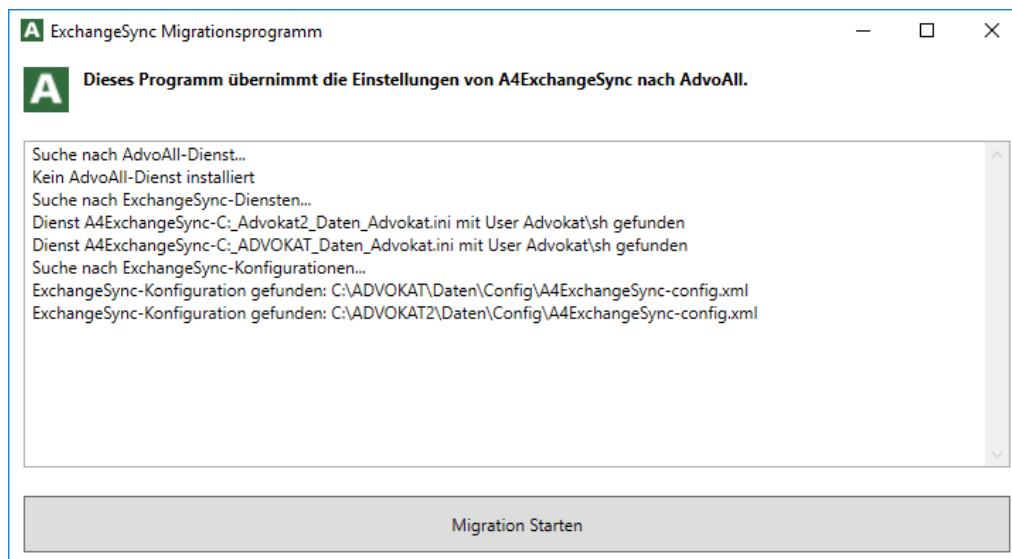 A ExchangeSync Migrationsprogramm
A Dieses Programm übernimmt die Einstellungen von A4ExchangeSync nach AdvoAll.
Suche nach AdvoAll-Dienst...
Kein AdvoAll-Dienst installiert
Suche nach ExchangeSync-Diensten...
Dienst A4ExchangeSync-C:_Advokat2_Daten_Advokat.ini mit User Advokat\sh gefunden
Dienst A4ExchangeSync-C:_ADVOKAT_Daten_Advokat.ini mit User Advokat\sh gefunden
Suche nach ExchangeSync-Konfigurationen...
ExchangeSync-Konfiguration gefunden: C:\ADVOKAT\Daten\Config\A4ExchangeSync-config.xml
ExchangeSync-Konfiguration gefunden: C:\ADVOKAT2\Daten\Config\A4ExchangeSync-config.xml
Migration Starten